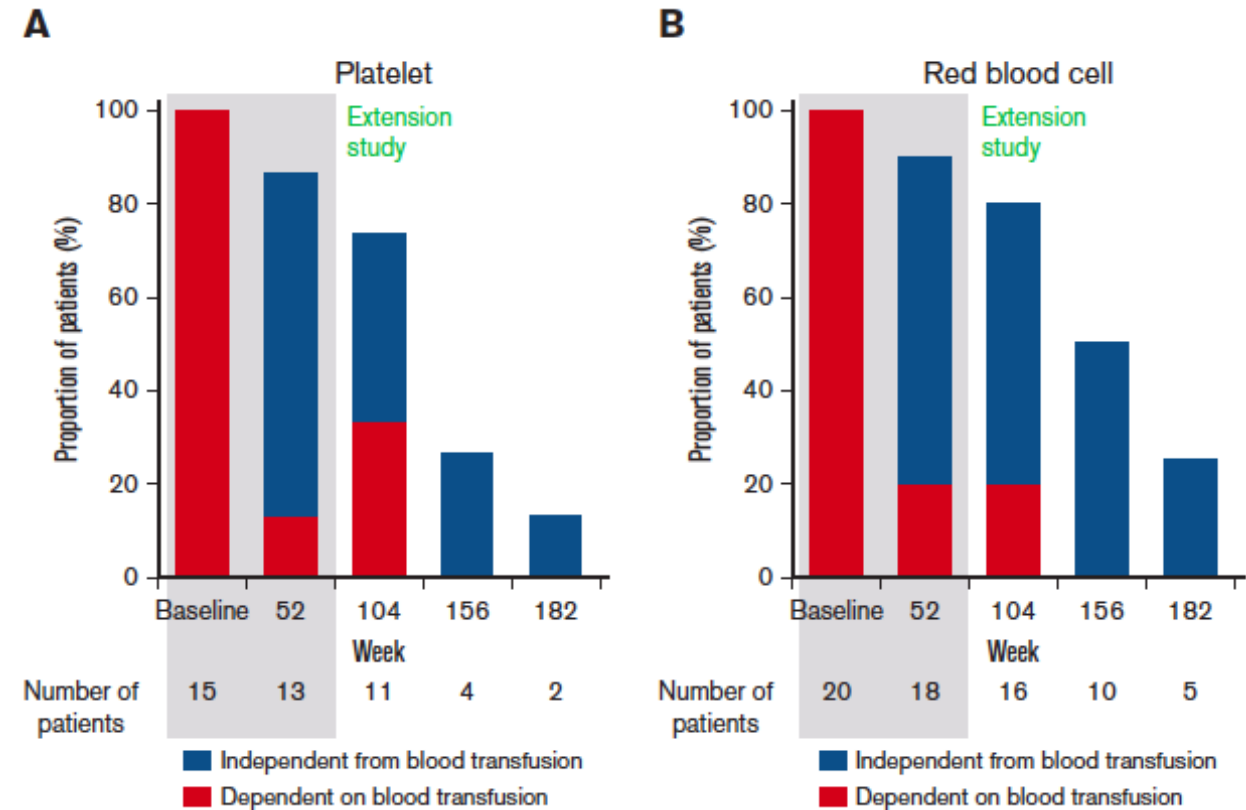 A
Platelet
Extension
study
Proportion of patients (%)
100
80
60
40
20
0
Baseline 52 104 156 182
Week
Number of patients 15 13 11 4 2
Independent from blood transfusion
Dependent on blood transfusion
B
Red blood cell
Extension
study
Proportion of patients (%)
100
80
60
40
20
0
Baseline 52 104 156 182
Week
Number of patients 20 18 16 10 5
Independent from blood transfusion
Dependent on blood transfusion